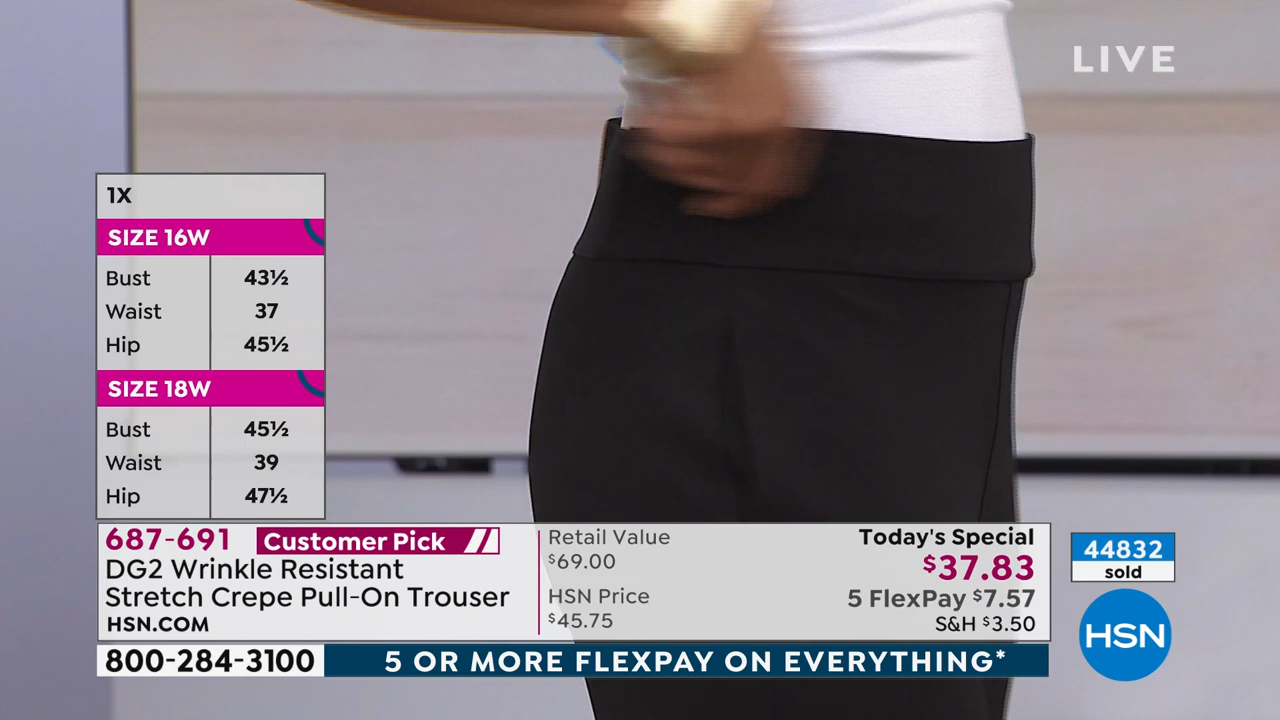 LIVE
1X
SIZE 16W
Bust 43½
Waist 37
Hip 45½
SIZE 18W
Bust 45½
Waist 39
Hip 47½
687-691 Customer Pick
DG2 Wrinkle Resistant
Stretch Crepe Pull-On Trouser
HSN.COM
Retail Value
$69.00
HSN Price
$45.75
Today's Special
$37.83
5 FlexPay $7.57
S&H $3.50
44832
sold
HSN
800-284-3100 5 OR MORE FLEXPAY ON EVERYTHING*